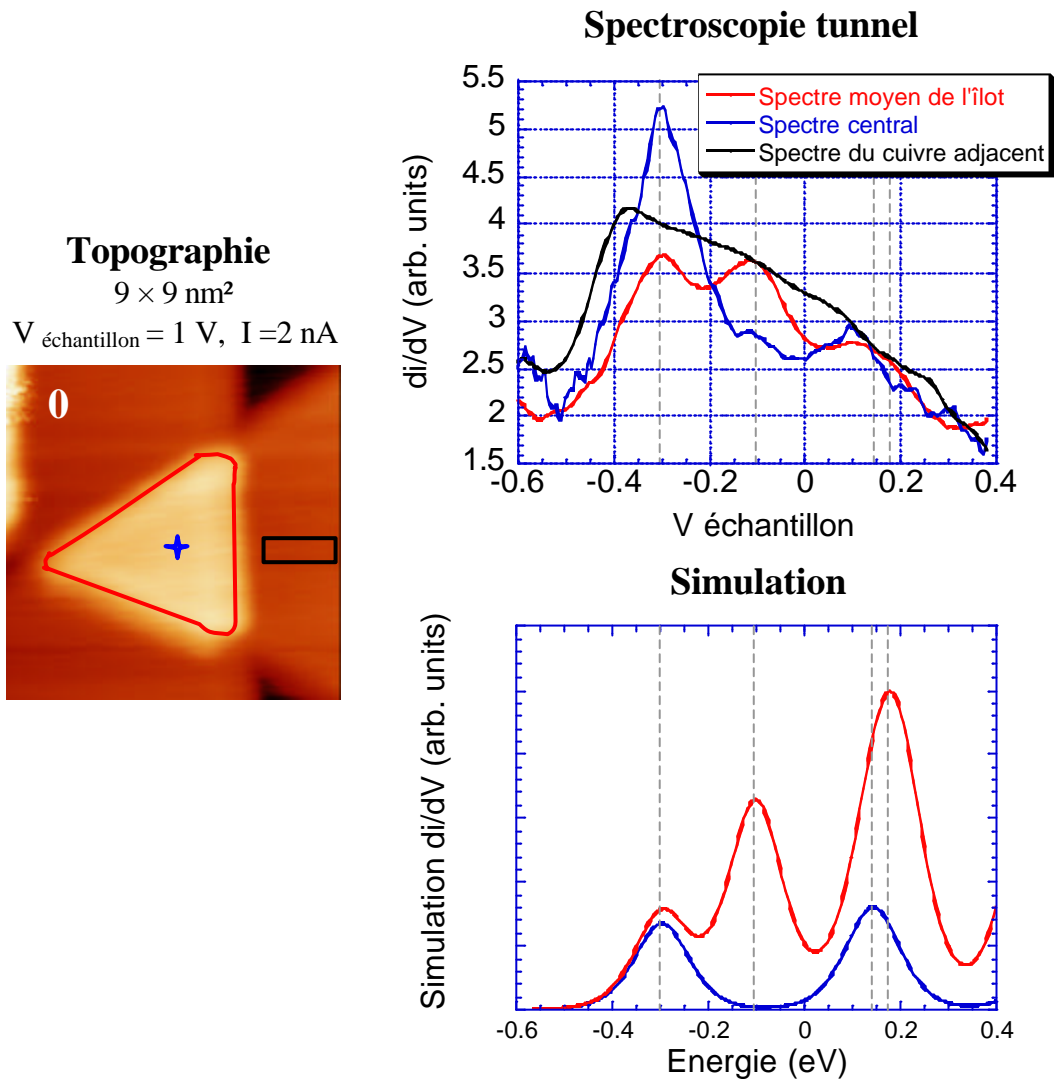 Spectroscopie tunnel
5.5
5
4.5
4
3.5
3
2.5
2
1.5
di/dV (arb. units)
Spectre moyen de l'îlot
Spectre central
Spectre du cuivre adjacent
-0.6
-0.4
-0.2
0
0.2
0.4
V échantillon
Topographie
9 × 9 nm²
V échantillon = 1 V, I =2 nA
0
Simulation
Simulation di/dV (arb. units)
-0.6
-0.4
-0.2
0
0.2
0.4
Energie (eV)